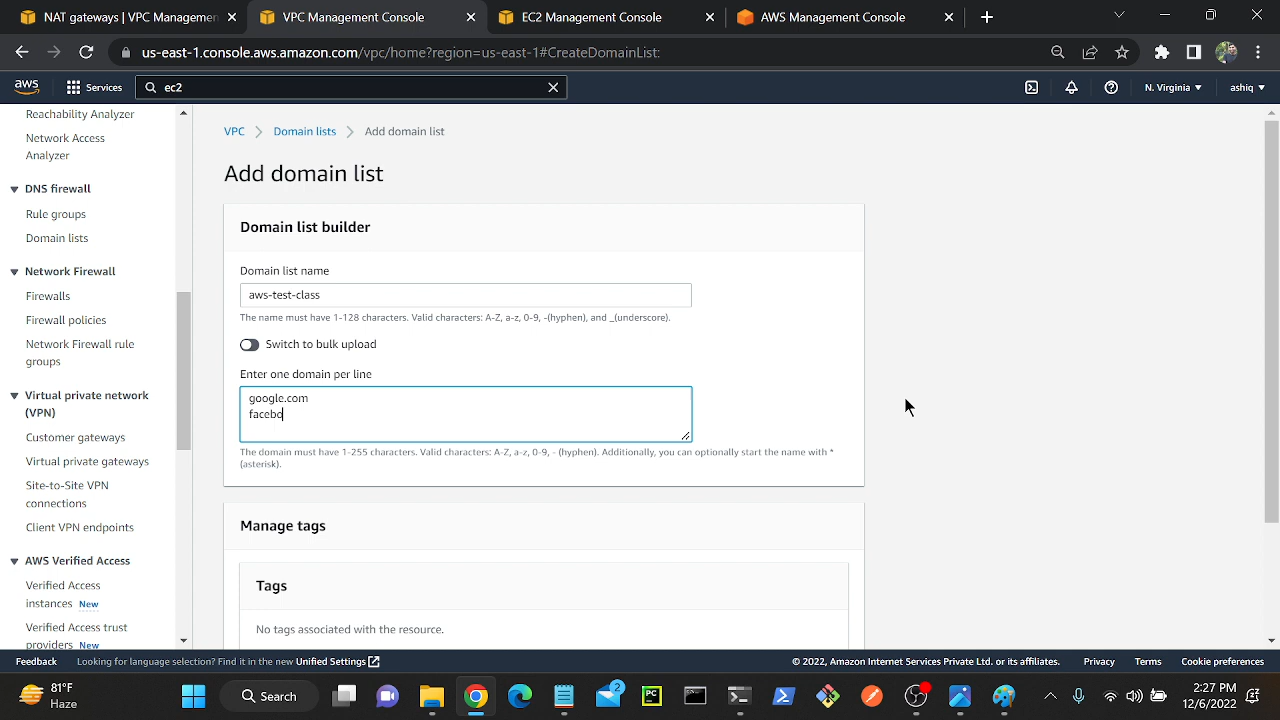 NAT gateways | VPC Managemen
VPC Management Console
EC2 Management Console
AWS Management Console
us-east-1.console.aws.amazon.com/vpc/home?region=us-east-1#CreateDomainList:
aws
Services
ec2
N. Virginia
ashiq
Reachability Analyzer
Network Access
Analyzer
DNS firewall
Rule groups
Domain lists
Network Firewall
Firewalls
Firewall policies
Network Firewall rule
groups
Virtual private network
(VPN)
Customer gateways
Virtual private gateways
Site-to-Site VPN
connections
Client VPN endpoints
AWS Verified Access
Verified Access
instances New
Verified Access trust
providers New
VPC
Domain lists
Add domain list
Add domain list
Domain list builder
Domain list name
aws-test-class
The name must have 1-128 characters. Valid characters: A-Z, a-z, 0-9, -(hyphen), and _(underscore).
Switch to bulk upload
Enter one domain per line
google.com
facebo
The domain must have 1-255 characters. Valid characters: A-Z, a-z, 0-9, - (hyphen). Additionally, you can optionally start the name with *
(asterisk).
Manage tags
Tags
No tags associated with the resource.
Feedback
Looking for language selection? Find it in the new Unified Settings
© 2022, Amazon Internet Services Private Ltd. or its affiliates.
Privacy
Terms
Cookie preferences
81°F
Haze
Search
2
PC
2:27 PM
12/6/2022